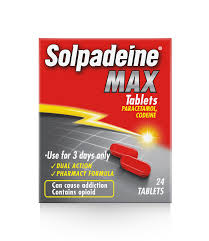 Solpadeine®
MAX
Tablets
PARACETAMOL,
CODEINE
• Use for 3 days only
✓ DUAL ACTION
✓ PHARMACY FORMULA
Can cause addiction
Contains opioid
24
TABLETS